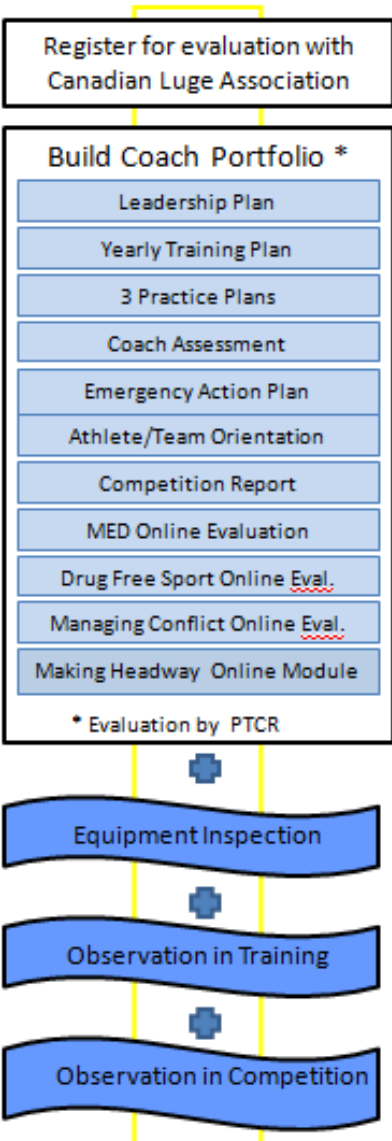 Register for evaluation with
Canadian Luge Association
Build Coach Portfolio *
Leadership Plan
Yearly Training Plan
3 Practice Plans
Coach Assessment
Emergency Action Plan
Athlete/Team Orientation
Competition Report
MED Online Evaluation
Drug Free Sport Online Eval.
Managing Conflict Online Eval.
Making Headway Online Module
* Evaluation by PTCR
Equipment Inspection
Observation in Training
Observation in Competition